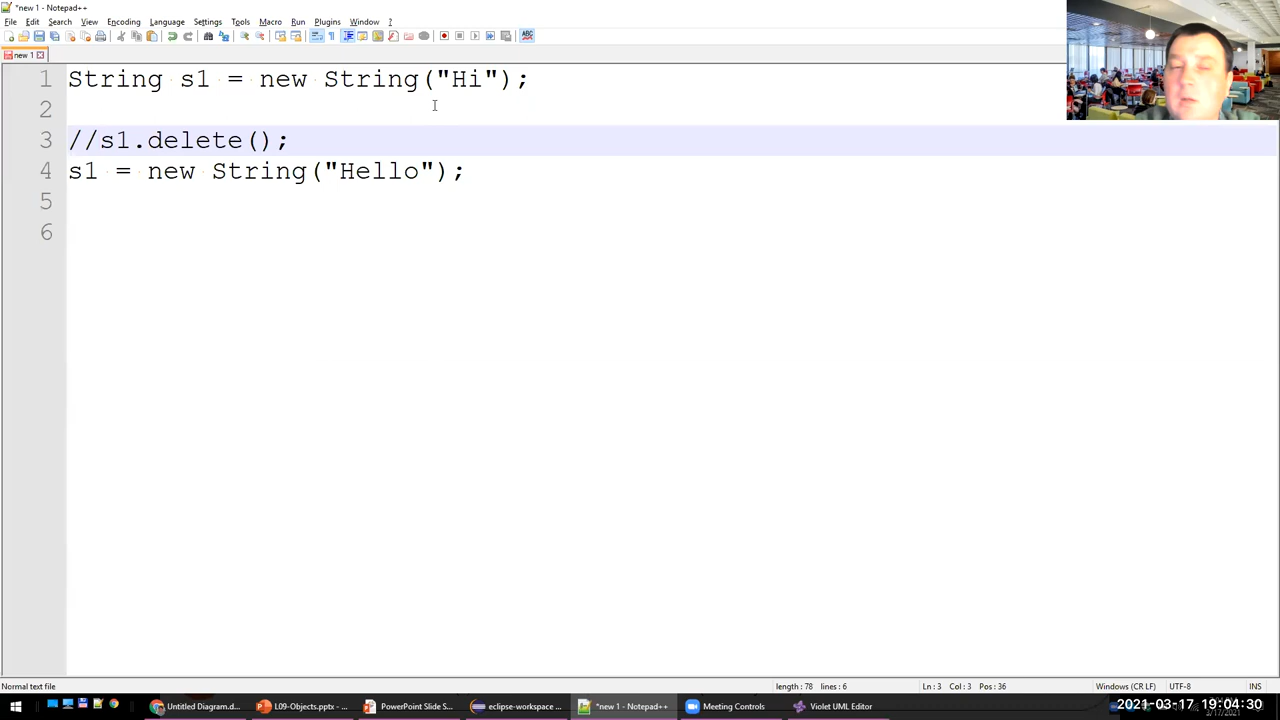 *new 1 - Notepad++
File Edit Search View Encoding Language Settings Tools Macro Run Plugins Window ?
new 1
1 String s1 = new String("Hi");
2
3 //s1.delete();
4 s1 = new String("Hello");
5
6
Normal text file length: 78 lines: 6 Ln: 3 Col: 3 Pos: 36 Windows (CR LF) UTF-8 INS
Untitled Diagram.d... L09-Objects.pptx - ... PowerPoint Slide S... eclipse-workspace ... *new 1 - Notepad++ Meeting Controls Violet UML Editor
2021-03-17 19:04:30
3/17/2021